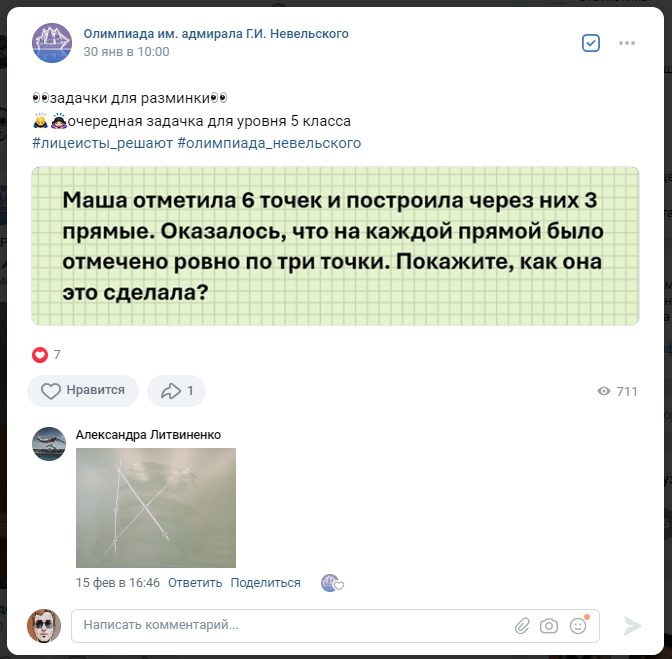 Олимпиада им. адмирала Г.И. Невельского
30 янв в 10:00
👀задачки для разминки👀
🙇🙇‍♀️очередная задачка для уровня 5 класса
#лицеисты_решают #олимпиада_невельского
Маша отметила 6 точек и построила через них 3
прямые. Оказалось, что на каждой прямой было
отмечено ровно по три точки. Покажите, как она
это сделала?
7
Нравится
1
711
Александра Литвиненко
15 фев в 16:46 Ответить Поделиться
Написать комментарий...